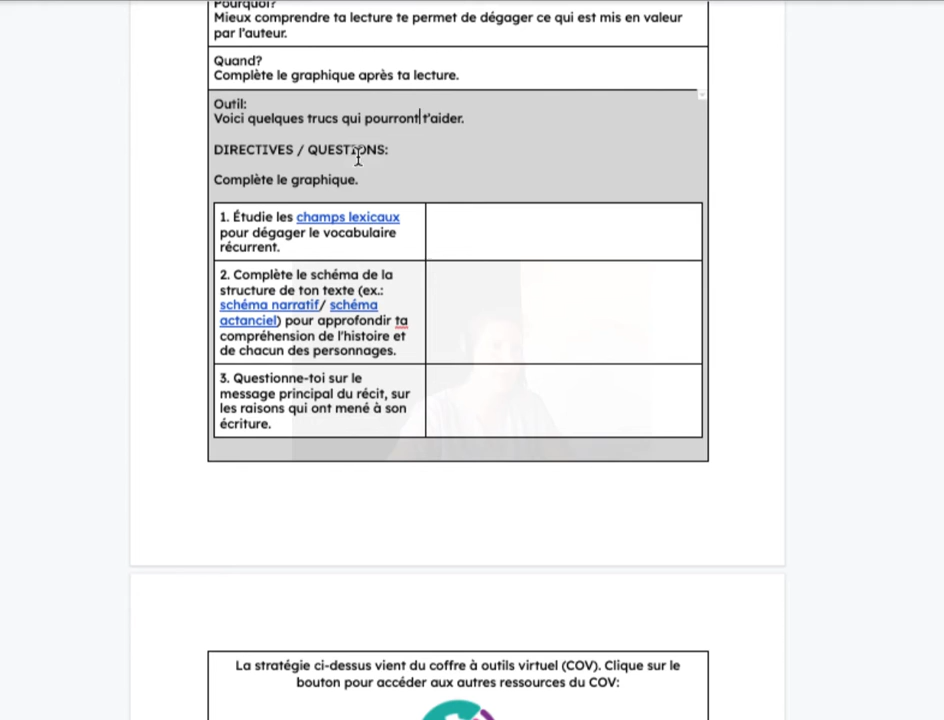 Pourquoi?
Mieux comprendre ta lecture te permet de dégager ce qui est mis en valeur
par l'auteur.
Quand?
Complète le graphique après ta lecture.
Outil:
Voici quelques trucs qui pourront t'aider.
DIRECTIVES / QUESTIONS:
Complète le graphique.
1. Étudie les champs lexicaux
pour dégager le vocabulaire
récurrent.
2. Complète le schéma de la
structure de ton texte (ex.:
schéma narratif/ schéma
actanciel) pour approfondir ta
compréhension de l'histoire et
de chacun des personnages.
3. Questionne-toi sur le
message principal du récit, sur
les raisons qui ont mené à son
écriture.
La stratégie ci-dessus vient du coffre à outils virtuel (COV). Clique sur le
bouton pour accéder aux autres ressources du COV: